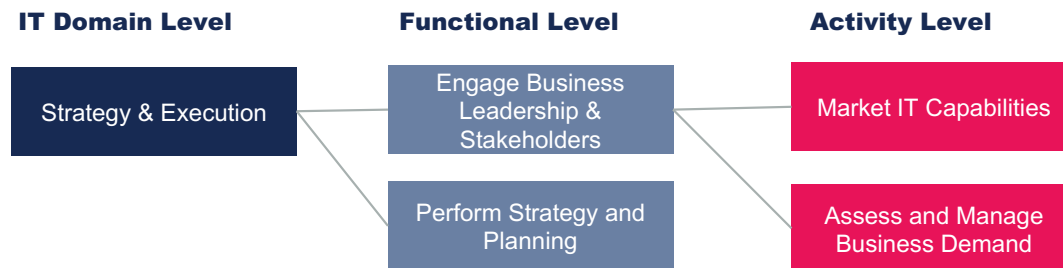 IT Domain Level
Functional Level
Activity Level
Strategy & Execution
Engage Business
Leadership &
Stakeholders
Market IT Capabilities
Perform Strategy and
Planning
Assess and Manage
Business Demand